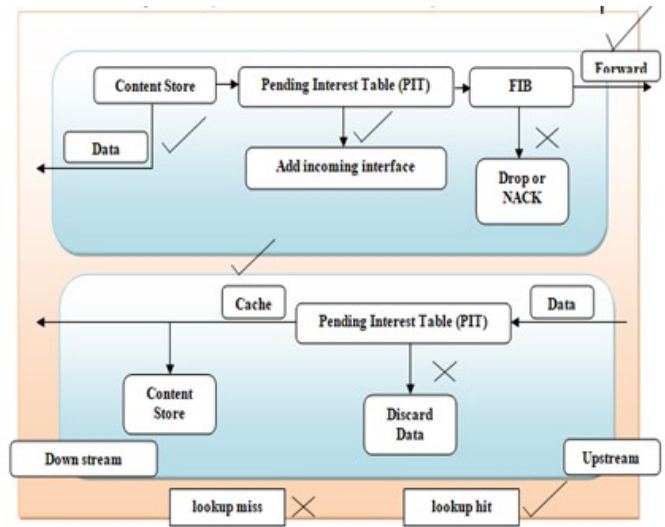 Forward
Content Store
Pending Interest Table (PIT)
FIB
Data
Add incoming interface
Drop or
NACK
Cache
Pending Interest Table (PIT)
Data
Content
Store
Discard
Data
Down stream
Upstream
lookup miss
lookup hit